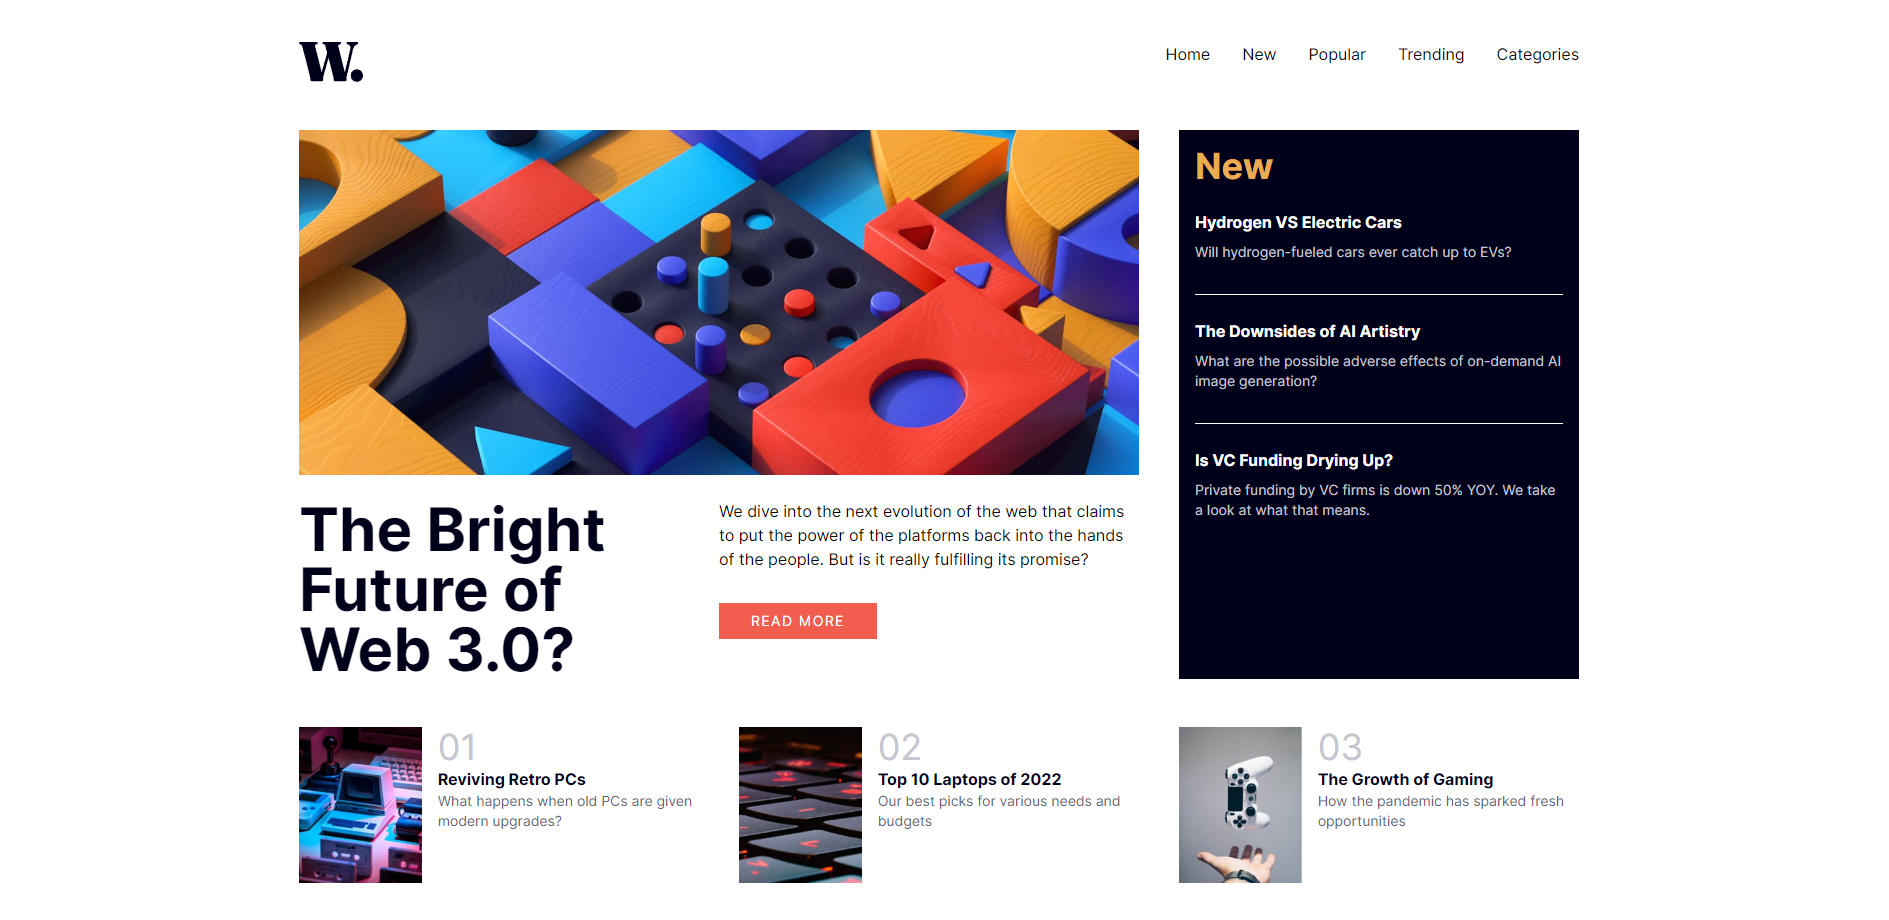 W.
Home New Popular Trending Categories
New
Hydrogen VS Electric Cars
Will hydrogen-fueled cars ever catch up to EVs?
The Downsides of AI Artistry
What are the possible adverse effects of on-demand AI
image generation?
Is VC Funding Drying Up?
Private funding by VC firms is down 50% YOY. We take
a look at what that means.
The Bright
Future of
Web 3.0?
We dive into the next evolution of the web that claims
to put the power of the platforms back into the hands
of the people. But is it really fulfilling its promise?
READ MORE
01
Reviving Retro PCs
What happens when old PCs are given
modern upgrades?
02
Top 10 Laptops of 2022
Our best picks for various needs and
budgets
03
The Growth of Gaming
How the pandemic has sparked fresh
opportunities